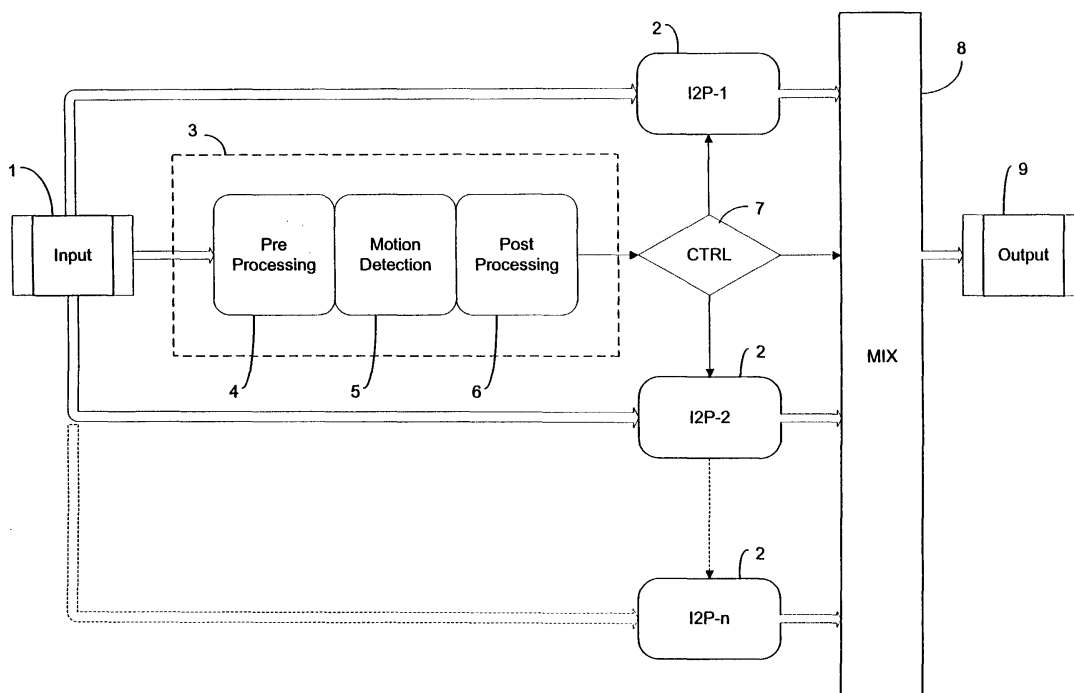 2
I2P-1
8
3
1
Input
Pre
Processing
Motion
Detection
Post
Processing
7
CTRL
9
Output
4
5
6
MIX
2
I2P-2
2
I2P-n